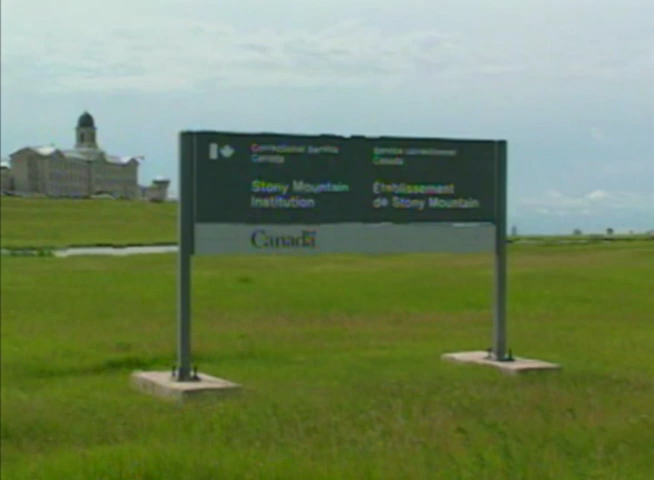 Correctional Service
Canada
Stony Mountain
Institution
Service correctionnel
Canada
Établissement
de Stony Mountain
Canada